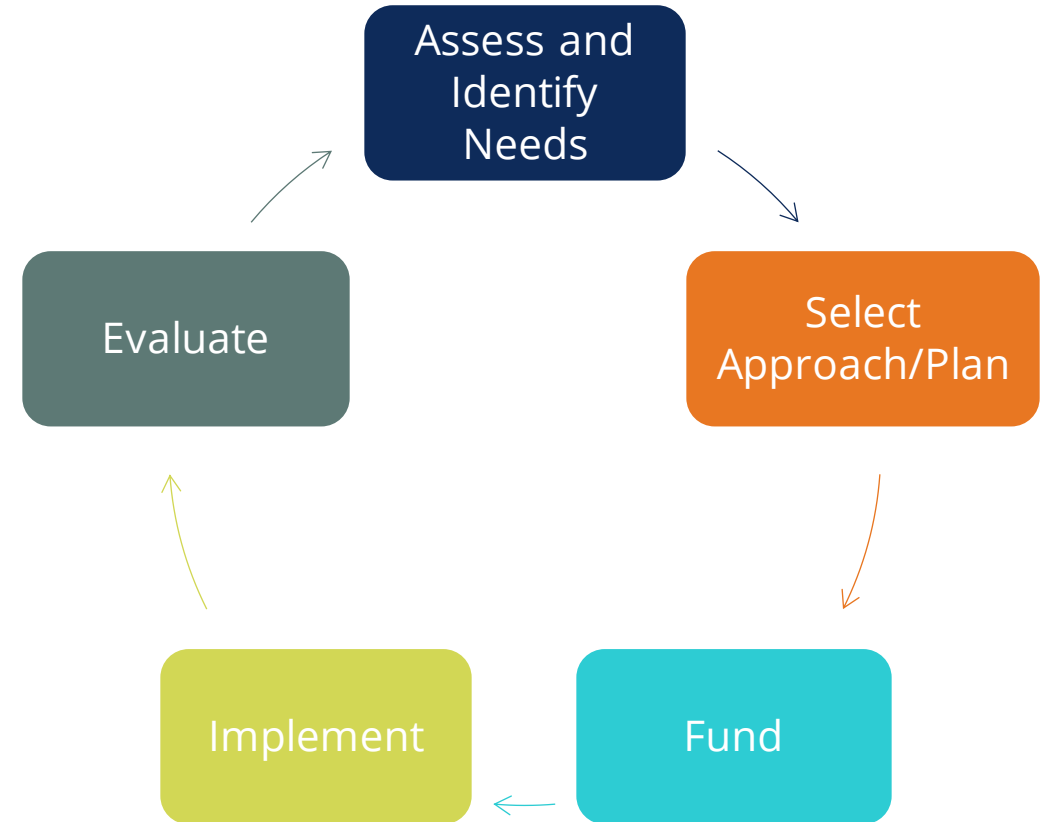 Assess and
Identify
Needs
Select
Approach/Plan
Fund
Implement
Evaluate